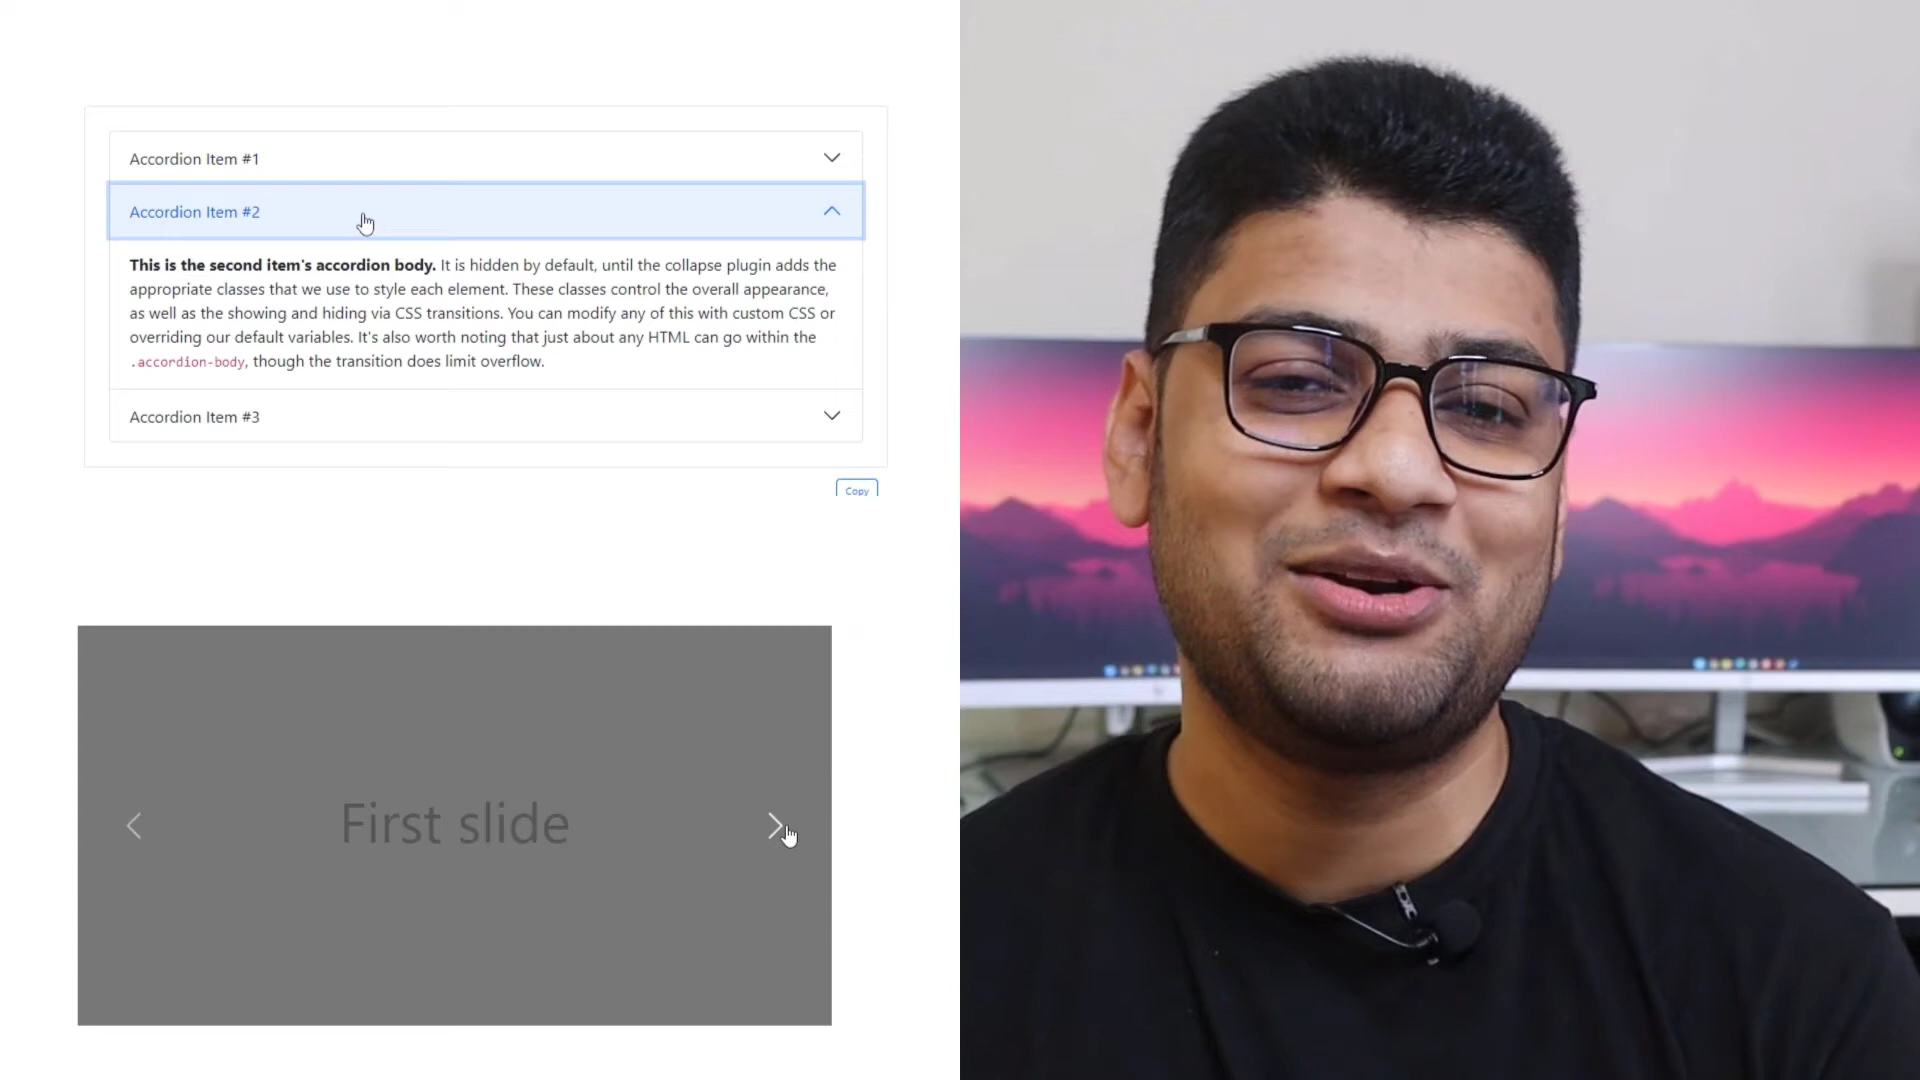 Accordion Item #1
Accordion Item #2
This is the second item's accordion body. It is hidden by default, until the collapse plugin adds the
appropriate classes that we use to style each element. These classes control the overall appearance,
as well as the showing and hiding via CSS transitions. You can modify any of this with custom CSS or
overriding our default variables. It's also worth noting that just about any HTML can go within the
.accordion-body, though the transition does limit overflow.
Accordion Item #3
Copy
First slide